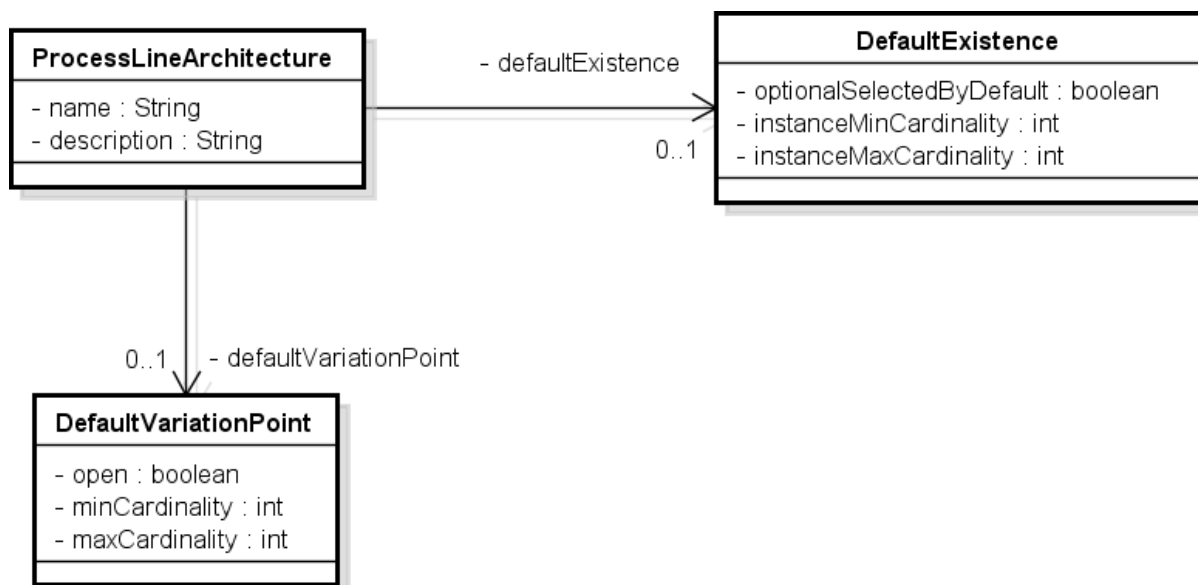 ProcessLineArchitecture
- name : String
- description : String
- defaultExistence
0..1
DefaultExistence
- optionalSelectedByDefault : boolean
- instanceMinCardinality : int
- instanceMaxCardinality : int
0..1
- defaultVariationPoint
DefaultVariationPoint
- open : boolean
- minCardinality : int
- maxCardinality : int